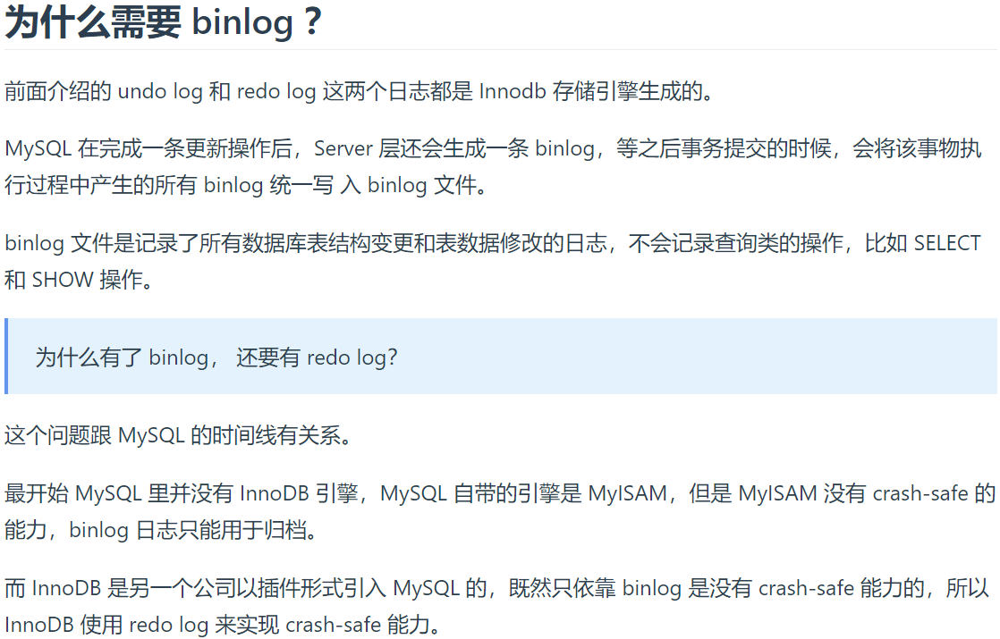 为什么需要 binlog ？
前面介绍的 undo log 和 redo log 这两个日志都是 Innodb 存储引擎生成的。
MySQL 在完成一条更新操作后，Server 层还会生成一条 binlog，等之后事务提交的时候，会将该事物执
行过程中产生的所有 binlog 统一写 入 binlog 文件。
binlog 文件是记录了所有数据库表结构变更和表数据修改的日志，不会记录查询类的操作，比如 SELECT
和 SHOW 操作。
为什么有了 binlog， 还要有 redo log？
这个问题跟 MySQL 的时间线有关系。
最开始 MySQL 里并没有 InnoDB 引擎，MySQL 自带的引擎是 MyISAM，但是 MyISAM 没有 crash-safe 的
能力，binlog 日志只能用于归档。
而 InnoDB 是另一个公司以插件形式引入 MySQL 的，既然只依靠 binlog 是没有 crash-safe 能力的，所以
InnoDB 使用 redo log 来实现 crash-safe 能力。